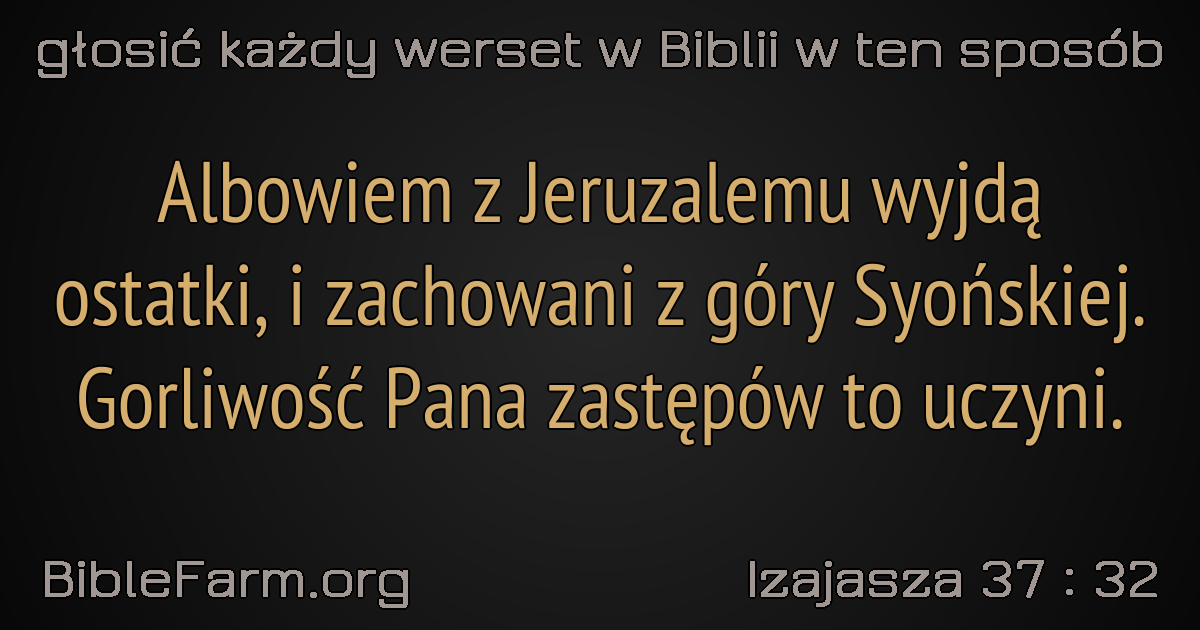 głosić każdy werset w Biblii w ten sposób
Albowiem z Jeruzalemu wyjdą
ostatki, i zachowani z góry Syońskiej.
Gorliwość Pana zastępów to uczyni.
BibleFarm.org
Izajasza 37 : 32